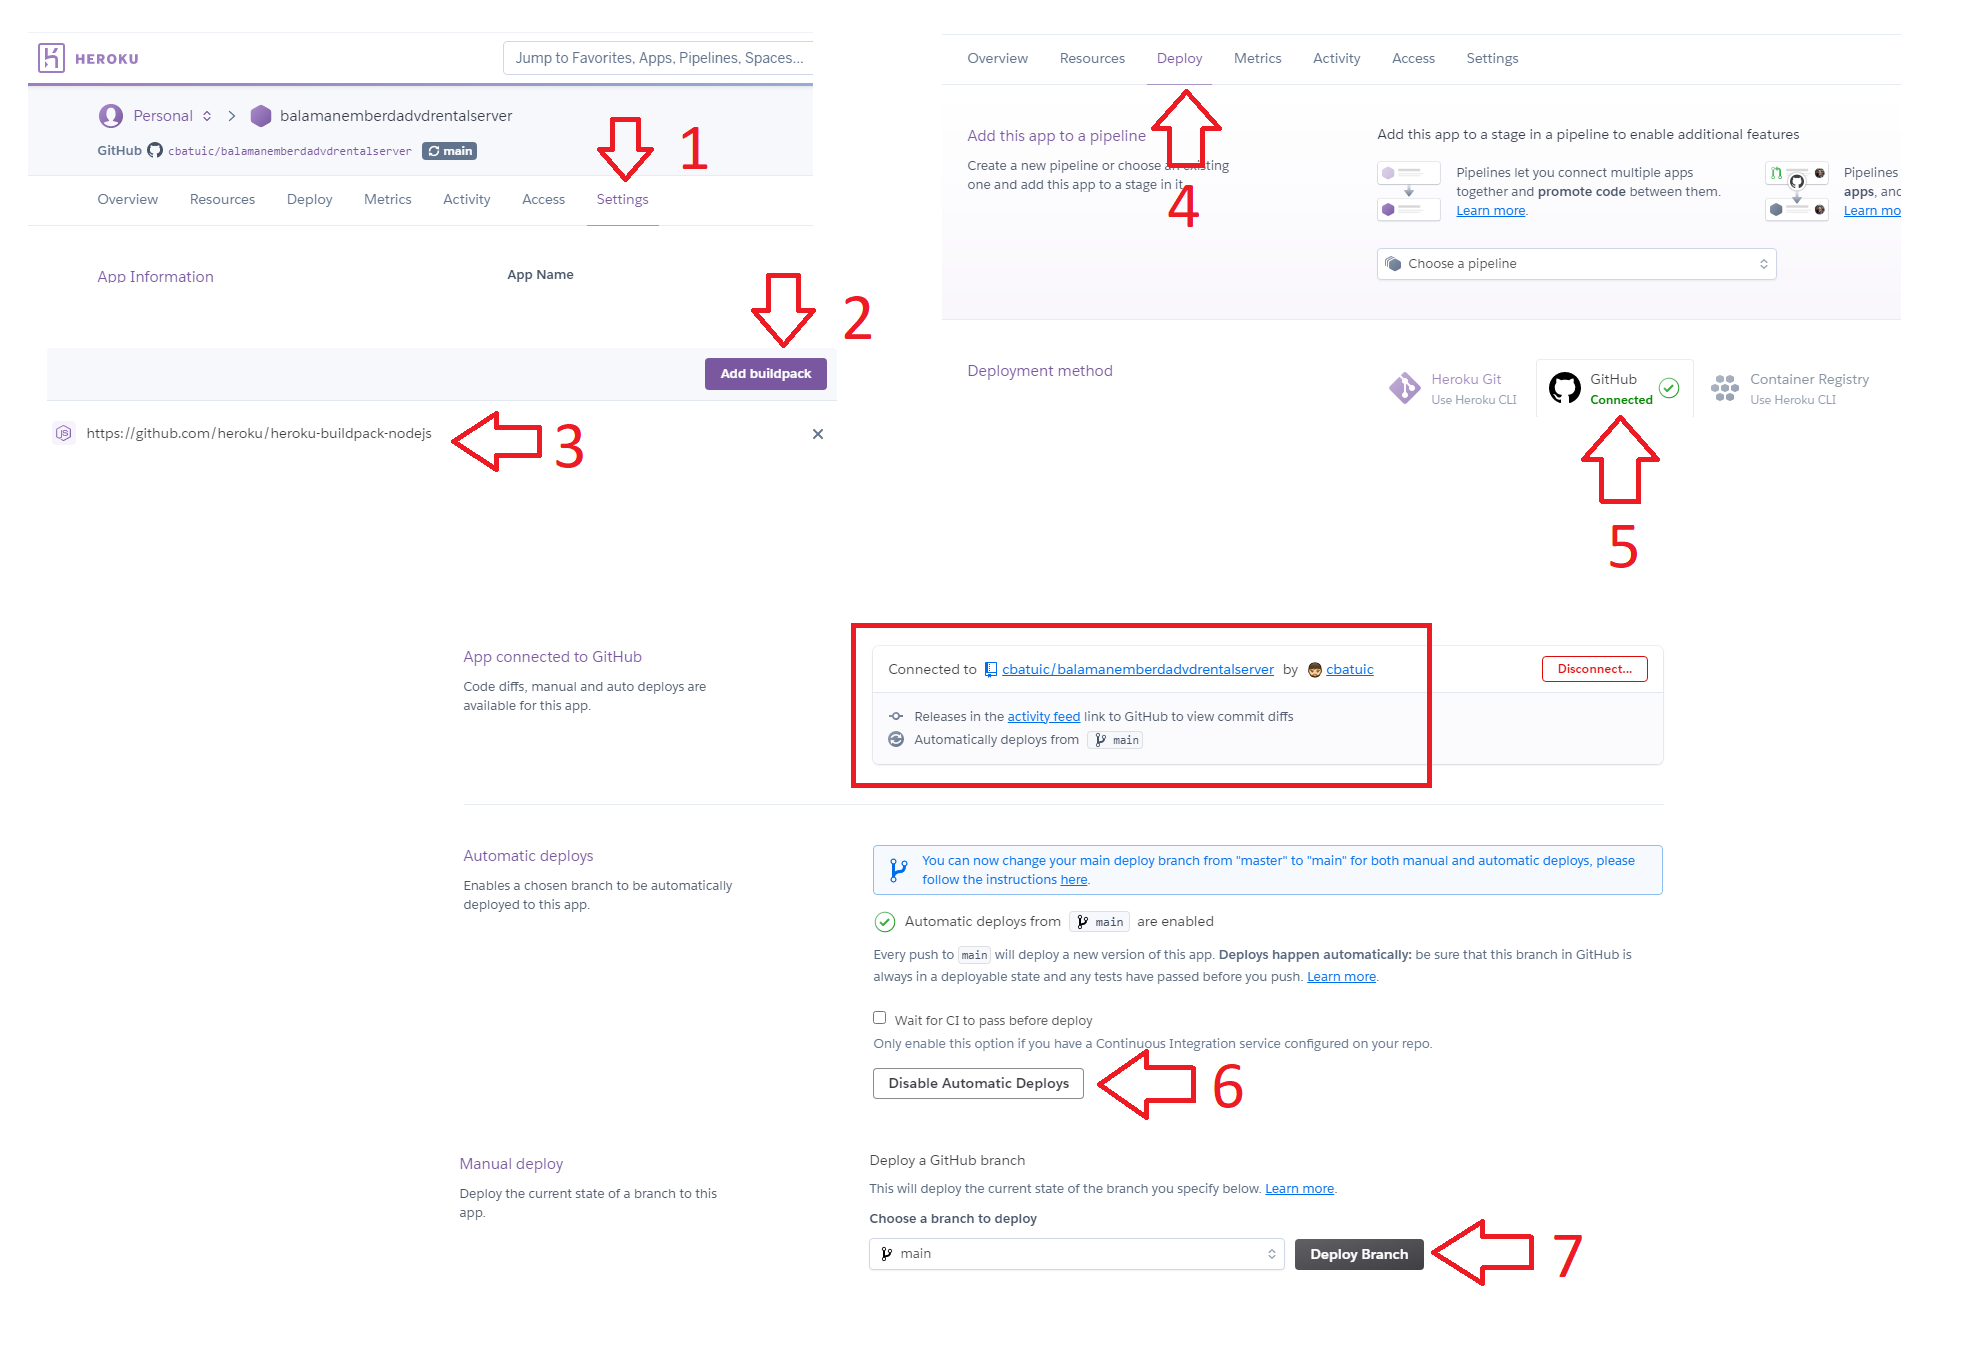 HEROKU
Jump to Favorites, Apps, Pipelines, Spaces...
Personal
balamanemberdadvdrentalserver
GitHub cbatuic/balamanemberdadvdrentalserver main
1
Overview Resources Deploy Metrics Activity Access Settings
App Information
App Name
2
Add buildpack
JS https://github.com/heroku/heroku-buildpack-nodejs
3
Overview Resources Deploy Metrics Activity Access Settings
Add this app to a pipeline
Create a new pipeline or choose an existing
one and add this app to a stage in it.
4
Add this app to a stage in a pipeline to enable additional features
Pipelines let you connect multiple apps
together and promote code between them.
Learn more.
Pipelines
apps, and
Learn mo
Choose a pipeline
Deployment method
Heroku Git
Use Heroku CLI
GitHub
Connected
Container Registry
Use Heroku CLI
5
App connected to GitHub
Code diffs, manual and auto deploys are
available for this app.
Connected to cbatuic/balamanemberdadvdrentalserver by cbatuic
Disconnect...
Releases in the activity feed link to GitHub to view commit diffs
Automatically deploys from main
Automatic deploys
Enables a chosen branch to be automatically
deployed to this app.
You can now change your main deploy branch from "master" to "main" for both manual and automatic deploys, please
follow the instructions here.
Automatic deploys from main are enabled
Every push to main will deploy a new version of this app. Deploys happen automatically: be sure that this branch in GitHub is
always in a deployable state and any tests have passed before you push. Learn more.
Wait for CI to pass before deploy
Only enable this option if you have a Continuous Integration service configured on your repo.
Disable Automatic Deploys
6
Manual deploy
Deploy the current state of a branch to this
app.
Deploy a GitHub branch
This will deploy the current state of the branch you specify below. Learn more.
Choose a branch to deploy
main
Deploy Branch
7